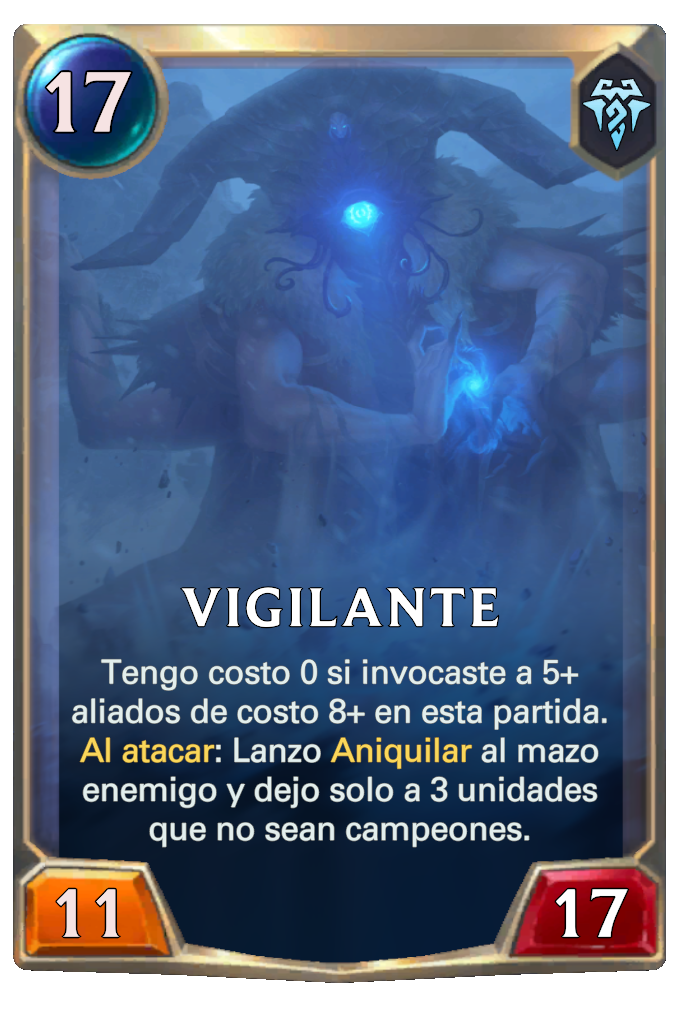 17
VIGILANTE
Tengo costo 0 si invocaste a 5+
aliados de costo 8+ en esta partida.
Al atacar: Lanzo Aniquilar al mazo
enemigo y dejo solo a 3 unidades
que no sean campeones.
11
17